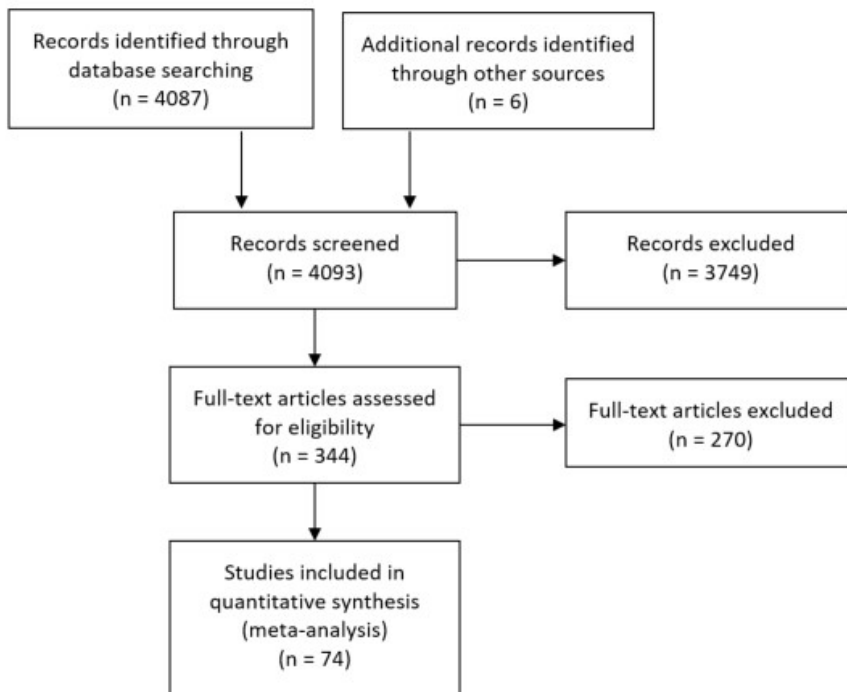 Records identified through
database searching
(n = 4087)
Additional records identified
through other sources
(n = 6)
Records screened
(n = 4093)
Records excluded
(n = 3749)
Full-text articles assessed
for eligibility
(n = 344)
Full-text articles excluded
(n = 270)
Studies included in
quantitative synthesis
(meta-analysis)
(n = 74)